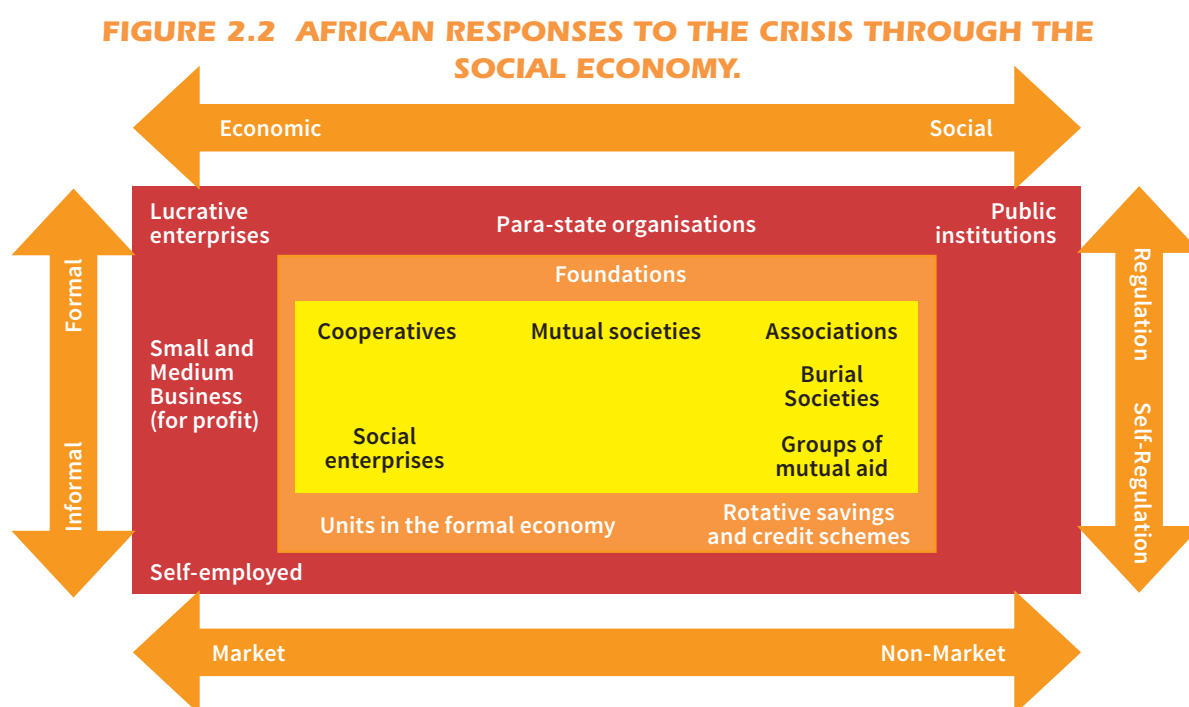 FIGURE 2.2 AFRICAN RESPONSES TO THE CRISIS THROUGH THE
SOCIAL ECONOMY.
Economic
Social
Formal
Informal
Lucrative
enterprises
Para-state organisations
Public
institutions
Foundations
Cooperatives
Mutual societies
Associations
Small and
Medium
Business
(for profit)
Burial
Societies
Social
enterprises
Groups of
mutual aid
Units in the formal economy
Rotative savings
and credit schemes
Self-employed
Regulation
Self-Regulation
Market
Non-Market